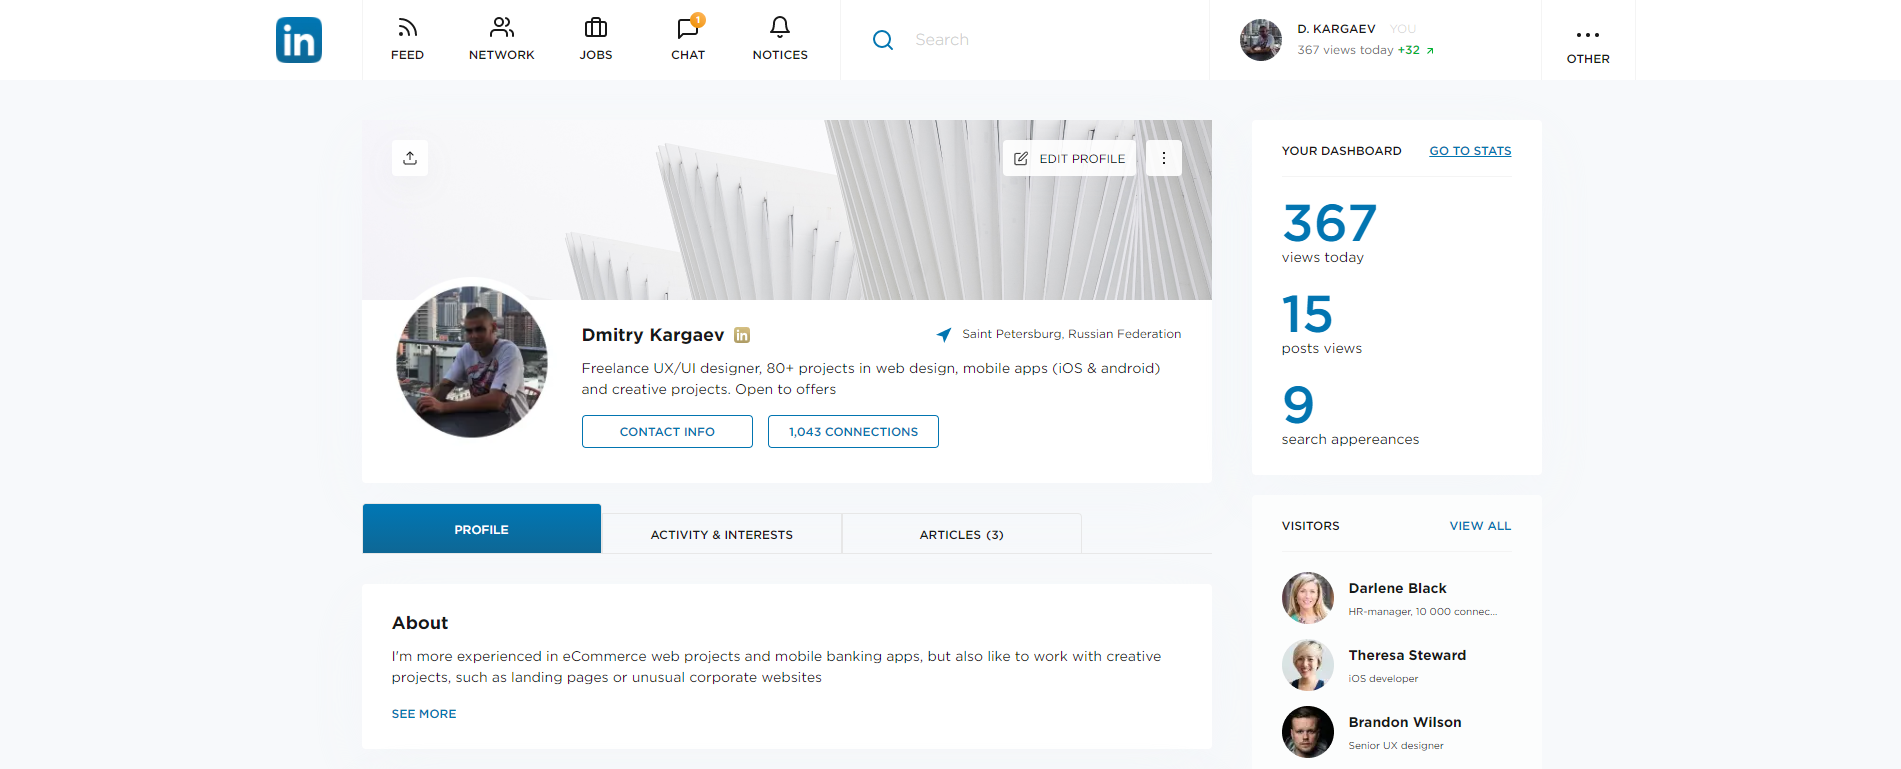 in
FEED
NETWORK
JOBS
1
CHAT
NOTICES
Search
D. KARGAEV YOU
367 views today +32
OTHER
EDIT PROFILE
Dmitry Kargaev in
Saint Petersburg, Russian Federation
Freelance UX/UI designer, 80+ projects in web design, mobile apps (iOS & android)
and creative projects. Open to offers
CONTACT INFO
1,043 CONNECTIONS
PROFILE
ACTIVITY & INTERESTS
ARTICLES (3)
About
I'm more experienced in eCommerce web projects and mobile banking apps, but also like to work with creative
projects, such as landing pages or unusual corporate websites
SEE MORE
YOUR DASHBOARD
GO TO STATS
367
views today
15
posts views
9
search appereances
VISITORS
VIEW ALL
Darlene Black
HR-manager, 10 000 connec...
Theresa Steward
iOS developer
Brandon Wilson
Senior UX designer